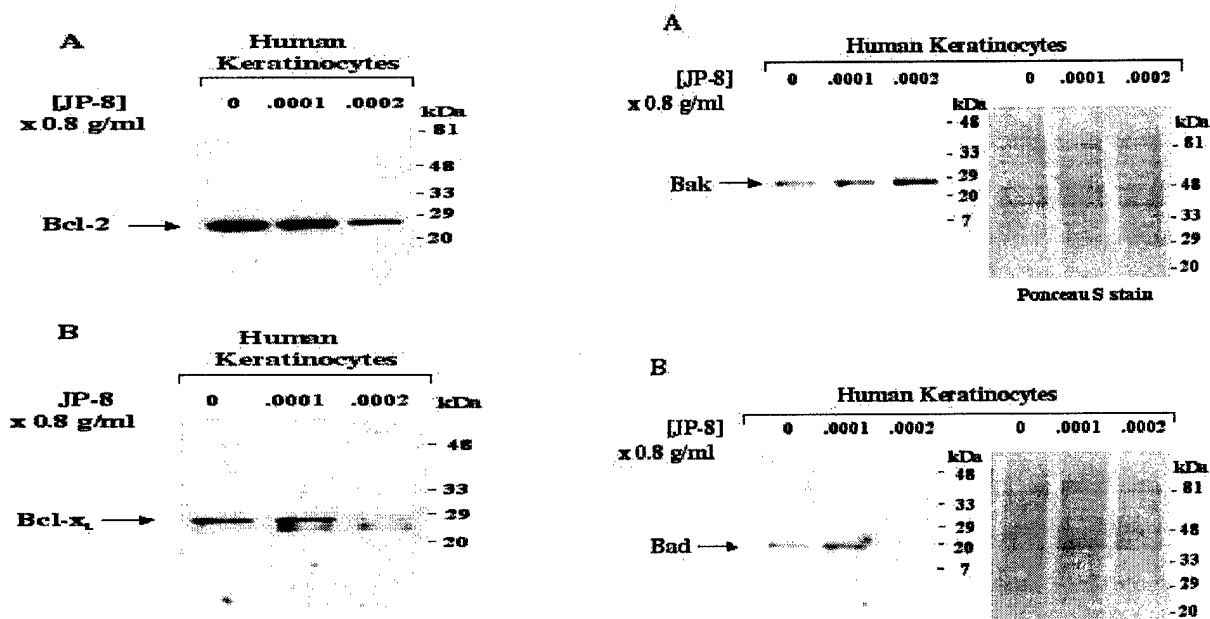 A
Human
Keratinocytes
[JP-8] 0 .0001 .0002
x 0.8 g/ml
kDa
- 81
- 48
- 33
- 29
- 20
Bcl-2
B
Human
Keratinocytes
JP-8 0 .0001 .0002 kDa
x 0.8 g/ml
- 48
- 33
- 29
- 20
Bcl-xL
A
Human Keratinocytes
[JP-8] 0 .0001 .0002 0 .0001 .0002
x 0.8 g/ml
kDa
- 48
- 33
- 29
- 20
- 7
Bak
kDa
- 81
- 48
- 33
- 29
- 20
Ponceau S stain
B
Human Keratinocytes
[JP-8] 0 .0001 .0002 0 .0001 .0002
x 0.8 g/ml
kDa
- 48
- 33
- 29
- 20
- 7
Bad
kDa
- 81
- 48
- 33
- 29
- 20